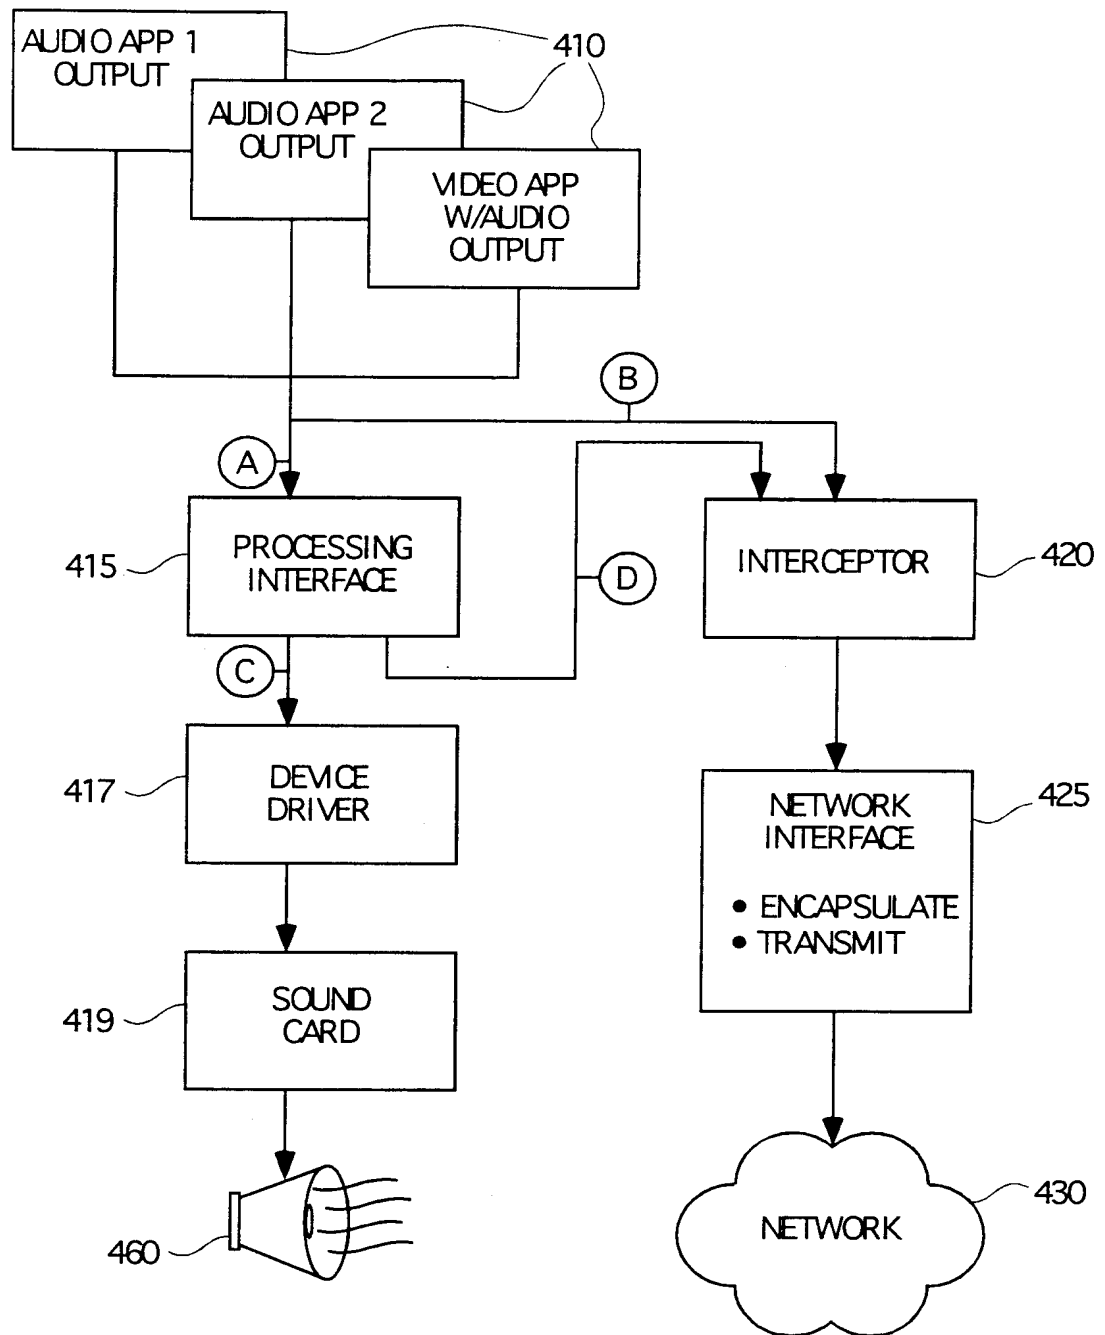 AUDIO APP 1
OUTPUT
410
AUDIO APP 2
OUTPUT
VIDEO APP
W/AUDIO
OUTPUT
B
A
415
PROCESSING
INTERFACE
D
INTERCEPTOR
420
C
417
DEVICE
DRIVER
NETWORK
INTERFACE
• ENCAPSULATE
• TRANSMIT
425
419
SOUND
CARD
460
NETWORK
430